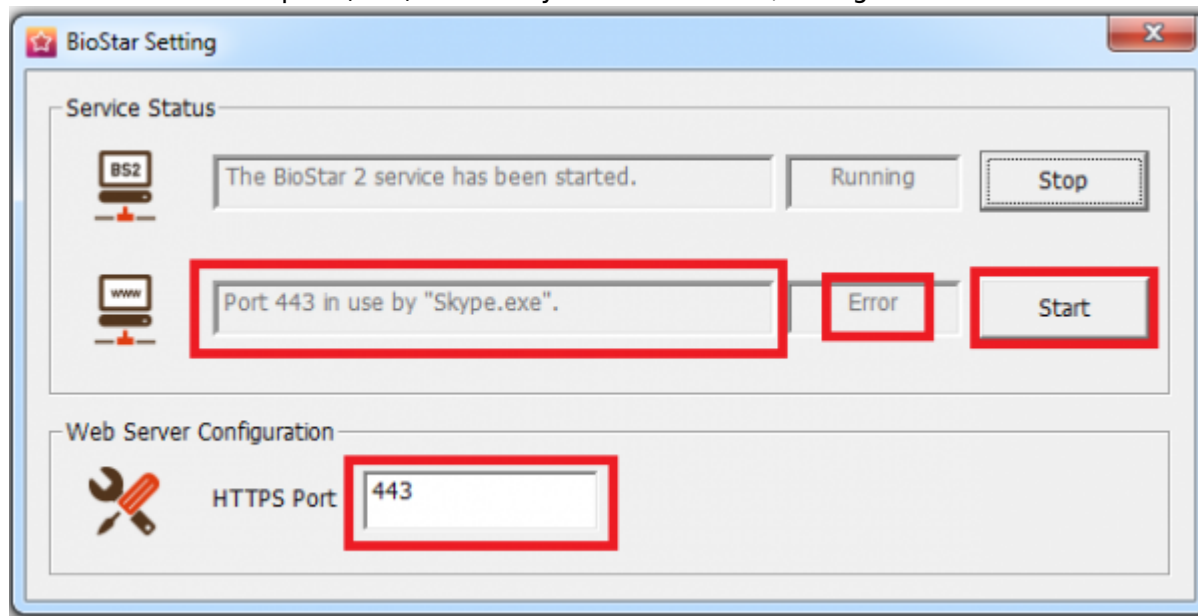 BioStar Setting
Service Status
BS2
The BioStar 2 service has been started.
Running
Stop
www
Port 443 in use by "Skype.exe".
Error
Start
Web Server Configuration
HTTPS Port
443